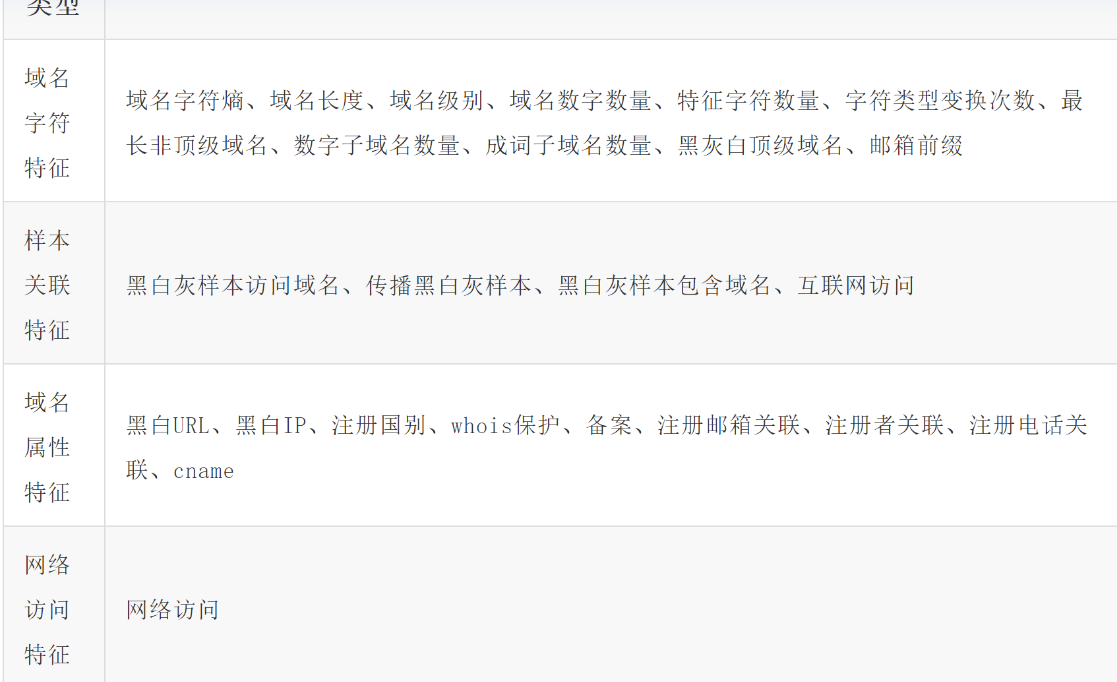 类型
域名
字符
特征
域名字符熵、域名长度、域名级别、域名数字数量、特征字符数量、字符类型变换次数、最
长非顶级域名、数字子域名数量、成词子域名数量、黑灰白顶级域名、邮箱前缀
样本
关联
特征
黑白灰样本访问域名、传播黑白灰样本、黑白灰样本包含域名、互联网访问
域名
属性
特征
黑白URL、黑白IP、注册国别、whois保护、备案、注册邮箱关联、注册者关联、注册电话关
联、cname
网络
访问
特征
网络访问